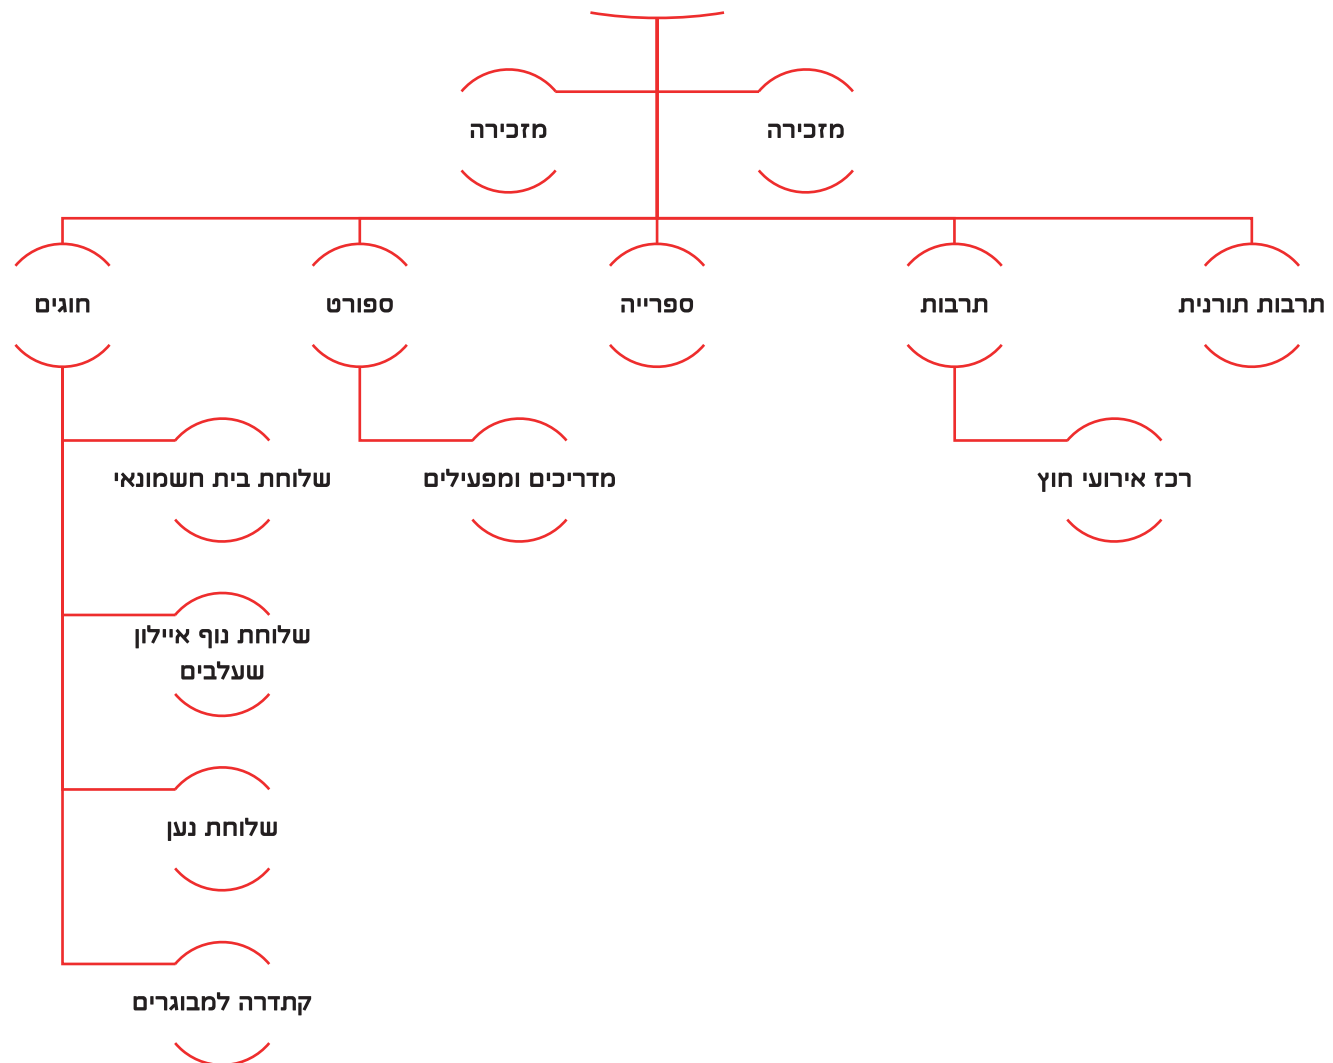 מזכירה
מזכירה
תרבות תורנית
תרבות
ספרייה
ספורט
חוגים
רכז אירועי חוץ
מדריכים ומפעילים
שלוחת בית חשמונאי
שלוחת נוף איילון
שעלבים
שלוחת נען
קתדרה למבוגרים